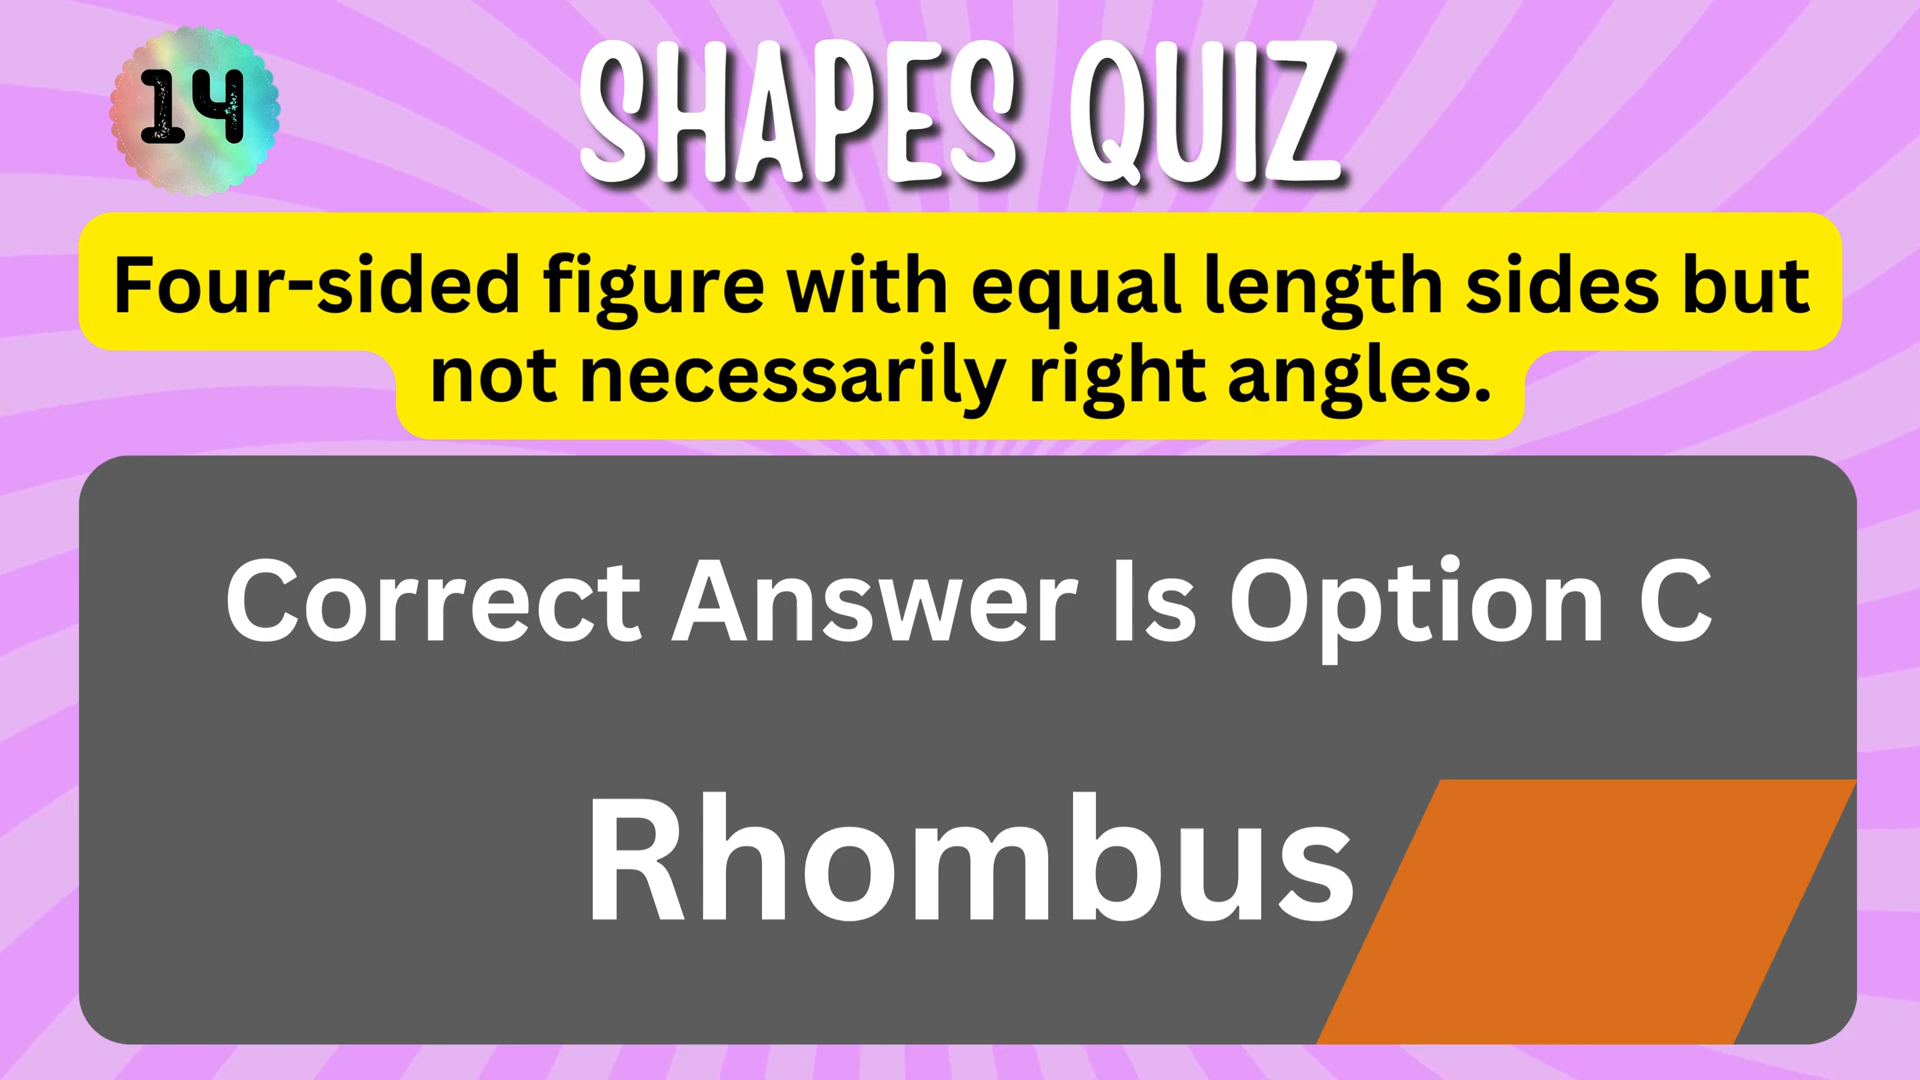 14
SHAPES QUIZ
Four-sided figure with equal length sides but
not necessarily right angles.
Correct Answer Is Option C
Rhombus